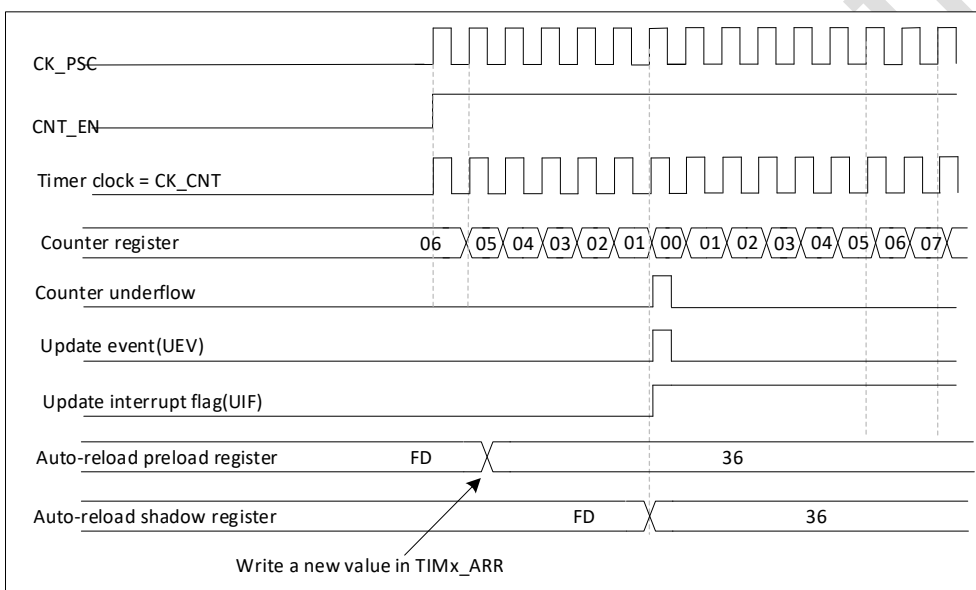 CK_PSC
CNT_EN
Timer clock = CK_CNT
Counter register 06 05 04 03 02 01 00 01 02 03 04 05 06 07
Counter underflow
Update event(UEV)
Update interrupt flag(UIF)
Auto-reload preload register FD 36
Auto-reload shadow register FD 36
Write a new value in TIMx_ARR